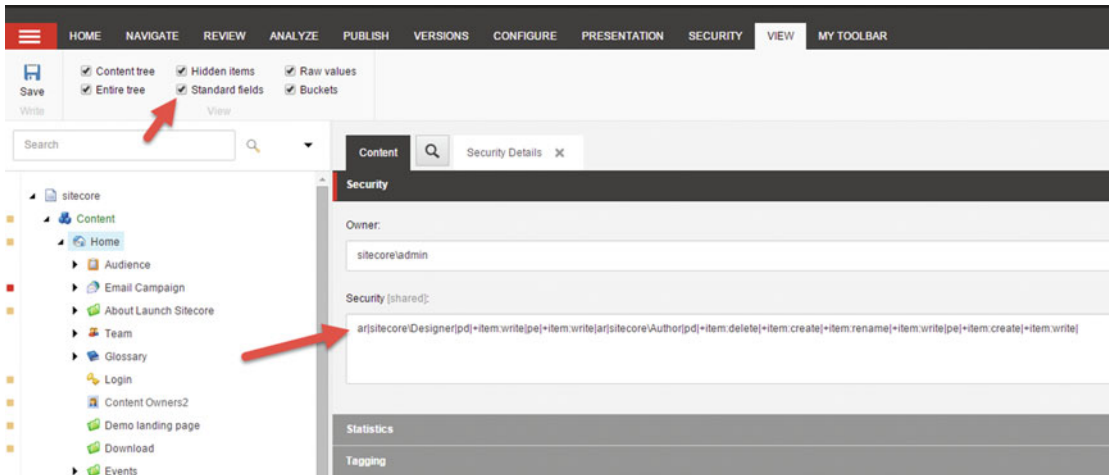 HOME NAVIGATE REVIEW ANALYZE PUBLISH VERSIONS CONFIGURE PRESENTATION SECURITY VIEW MY TOOLBAR
Content tree Hidden items Raw values
Save Entire tree Standard fields Buckets
Write View
Search
Content Security Details
Security
sitecore
Content
Home
Audience
Email Campaign
About Launch Sitecore
Team
Glossary
Login
Content Owners2
Demo landing page
Download
Events
Owner:
sitecore\admin
Security [shared]:
ar|sitecore\Designer|pd|+item:write|pe|+item:write|ar|sitecore\Author|pd|+item:delete|+item:create|+item:rename|+item:write|pe|+item:create|+item:write|
Statistics
Tagging